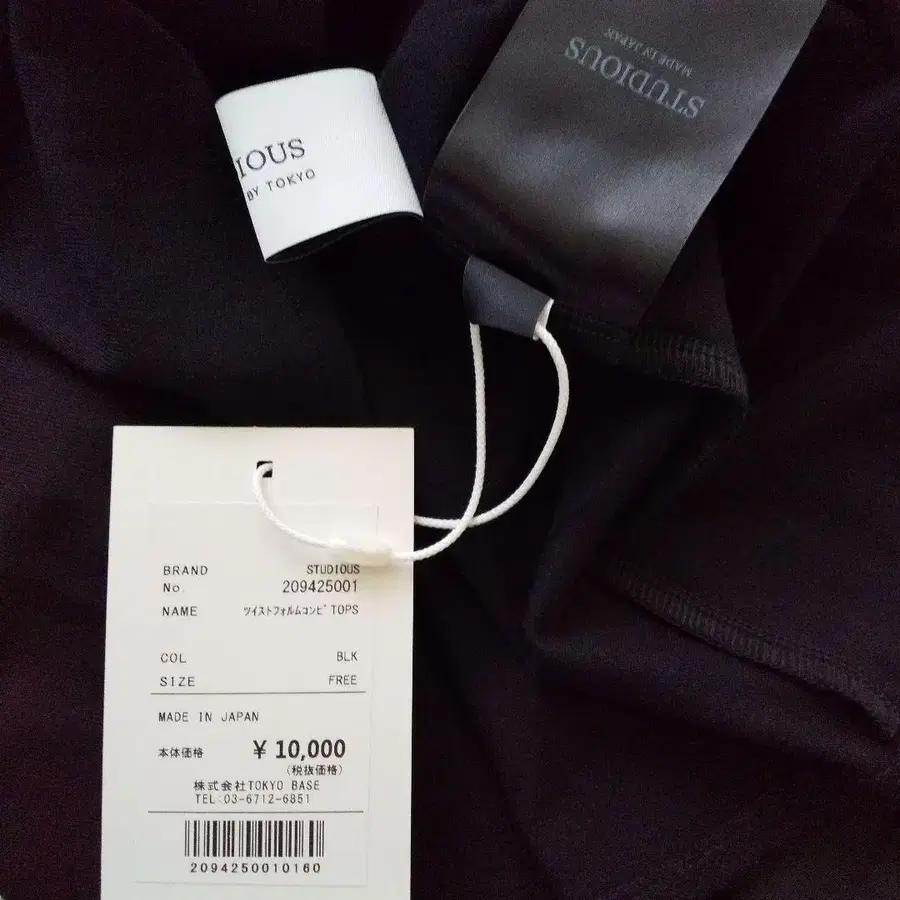 STUDIOUS
MADE IN JAPAN
IOUS
BY TOKYO
BRAND STUDIOUS
No. 209425001
NAME ツイストフォルムコンビ TOPS
COL BLK
SIZE FREE
MADE IN JAPAN
本体価格 ¥ 10,000
(税抜価格)
株式会社TOKYO BASE
TEL:03-6712-6851
2094250010160